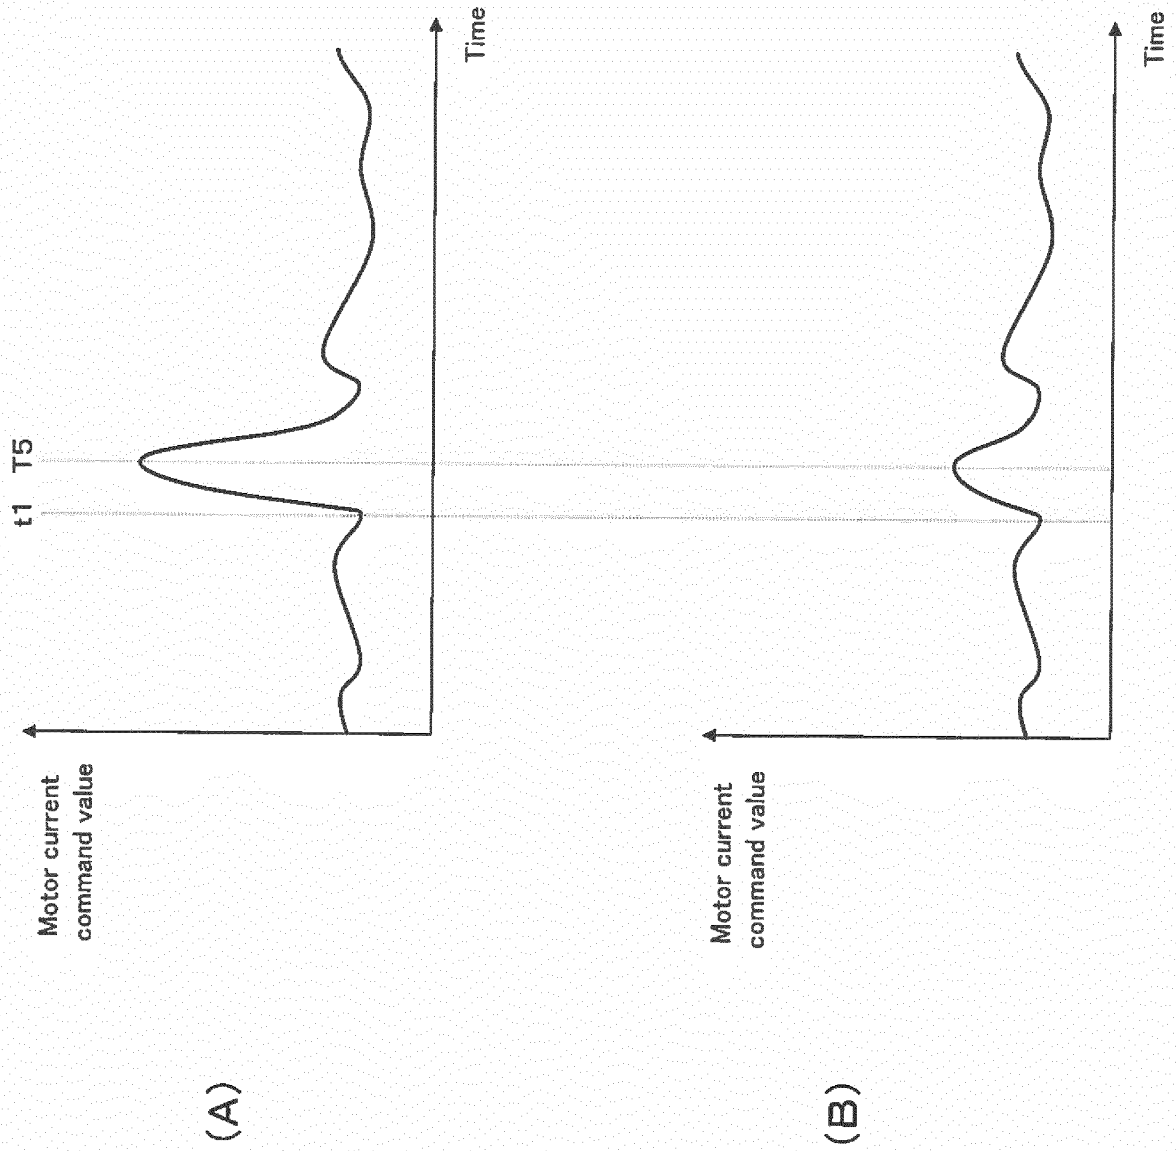 (A)
Motor current
command value
t1 T5
Time
(B)
Motor current
command value
Time